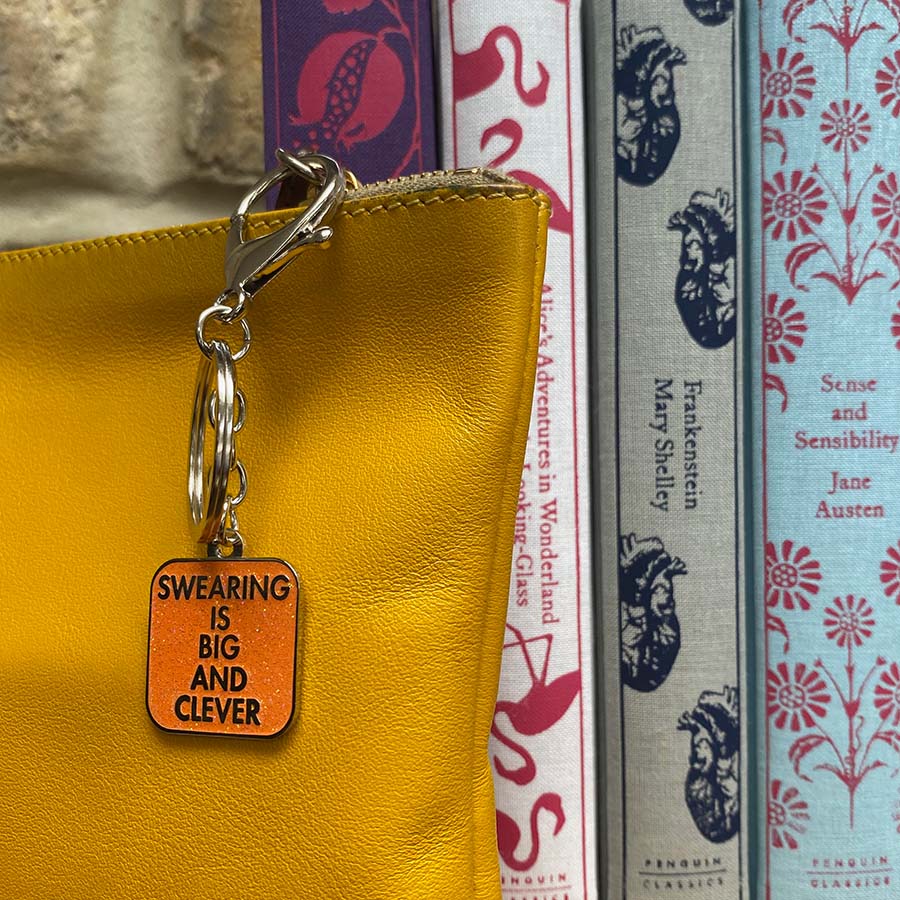 SWEARING
IS
BIG
AND
CLEVER
Alice's Adventures in Wonderland
Looking-Glass
PENGUIN
Frankenstein
Mary Shelley
PENGUIN
CLASSICS
Sense
and
Sensibility
Jane
Austen
PENGUIN
CLASSICS